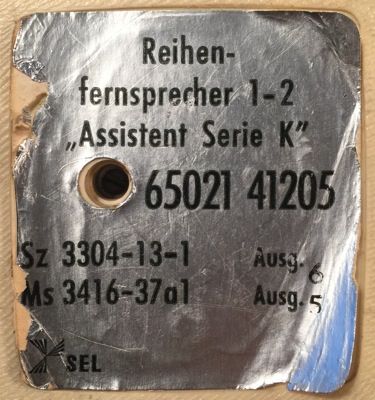 Reihen-
fernsprecher 1-2
„Assistent Serie K”
65021 41205
Sz 3304-13-1 Ausg. 6
Ms 3416-37a1 Ausg. 5
SEL